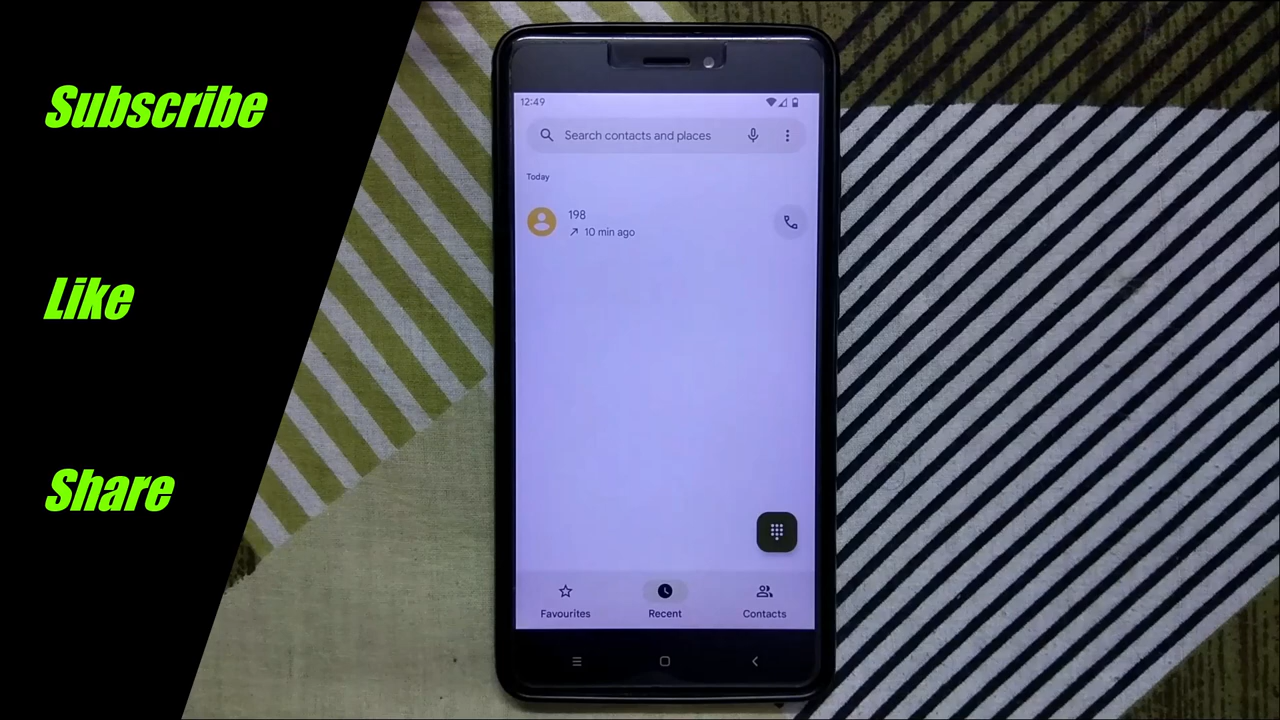 Subscribe
Like
Share
12:49
Search contacts and places
Today
198
10 min ago
Favourites
Recent
Contacts